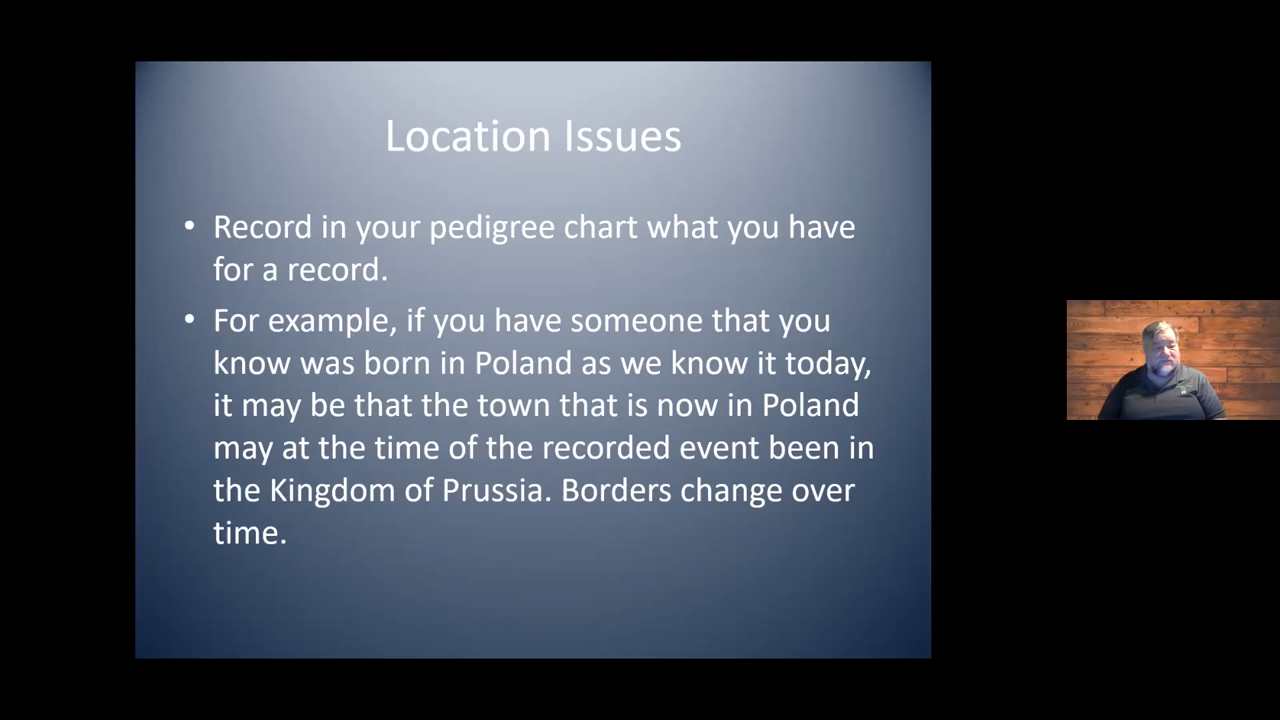 Location Issues
• Record in your pedigree chart what you have
for a record.
• For example, if you have someone that you
know was born in Poland as we know it today,
it may be that the town that is now in Poland
may at the time of the recorded event been in
the Kingdom of Prussia. Borders change over
time.